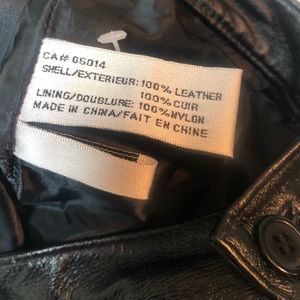 CA# 05014
SHELL/EXTERIEUR: 100% LEATHER
100% CUIR
LINING/DOUBLURE: 100% NYLON
MADE IN CHINA/FAIT EN CHINE